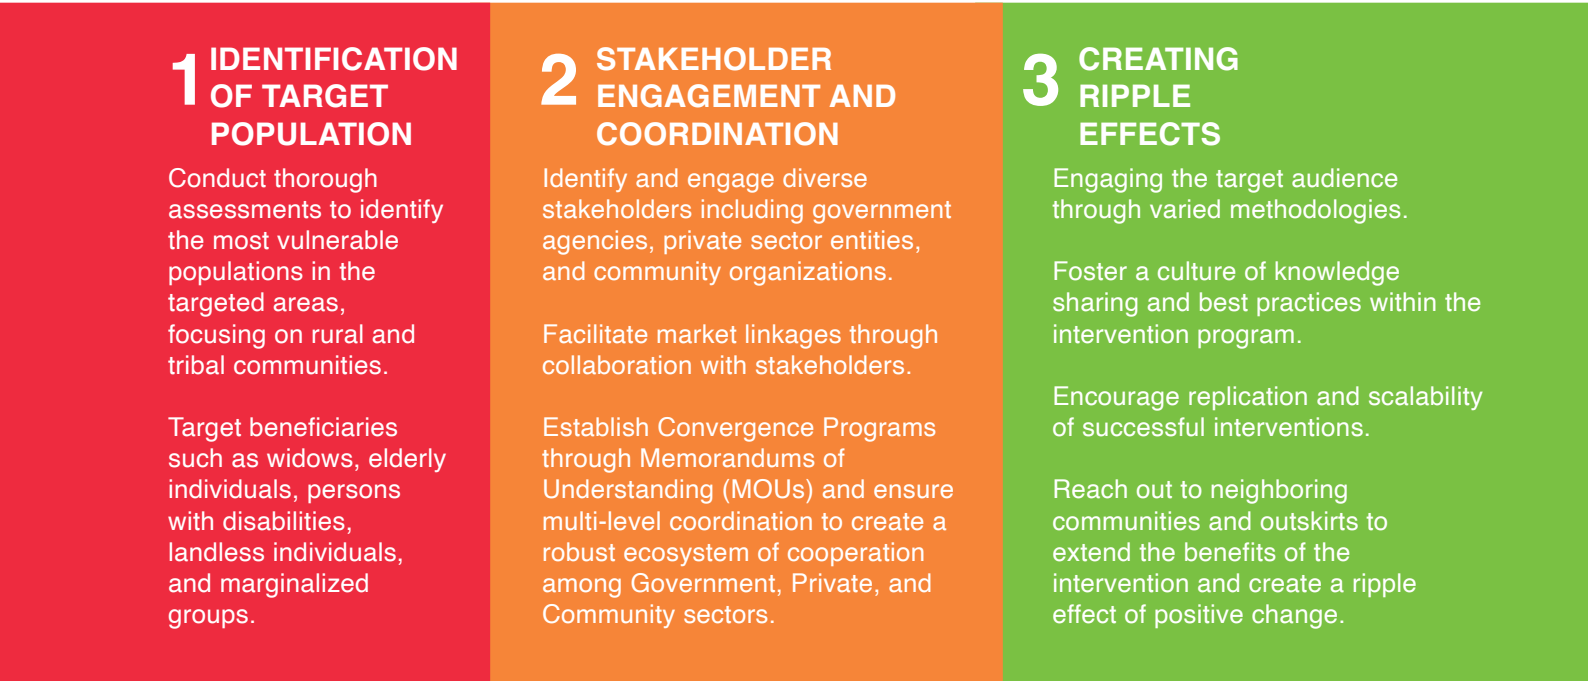 1 IDENTIFICATION
OF TARGET
POPULATION
Conduct thorough
assessments to identify
the most vulnerable
populations in the
targeted areas,
focusing on rural and
tribal communities.
Target beneficiaries
such as widows, elderly
individuals, persons
with disabilities,
landless individuals,
and marginalized
groups.
2 STAKEHOLDER
ENGAGEMENT AND
COORDINATION
Identify and engage diverse
stakeholders including government
agencies, private sector entities,
and community organizations.
Facilitate market linkages through
collaboration with stakeholders.
Establish Convergence Programs
through Memorandums of
Understanding (MOUs) and ensure
multi-level coordination to create a
robust ecosystem of cooperation
among Government, Private, and
Community sectors.
3 CREATING
RIPPLE
EFFECTS
Engaging the target audience
through varied methodologies.
Foster a culture of knowledge
sharing and best practices within the
intervention program.
Encourage replication and scalability
of successful interventions.
Reach out to neighboring
communities and outskirts to
extend the benefits of the
intervention and create a ripple
effect of positive change.